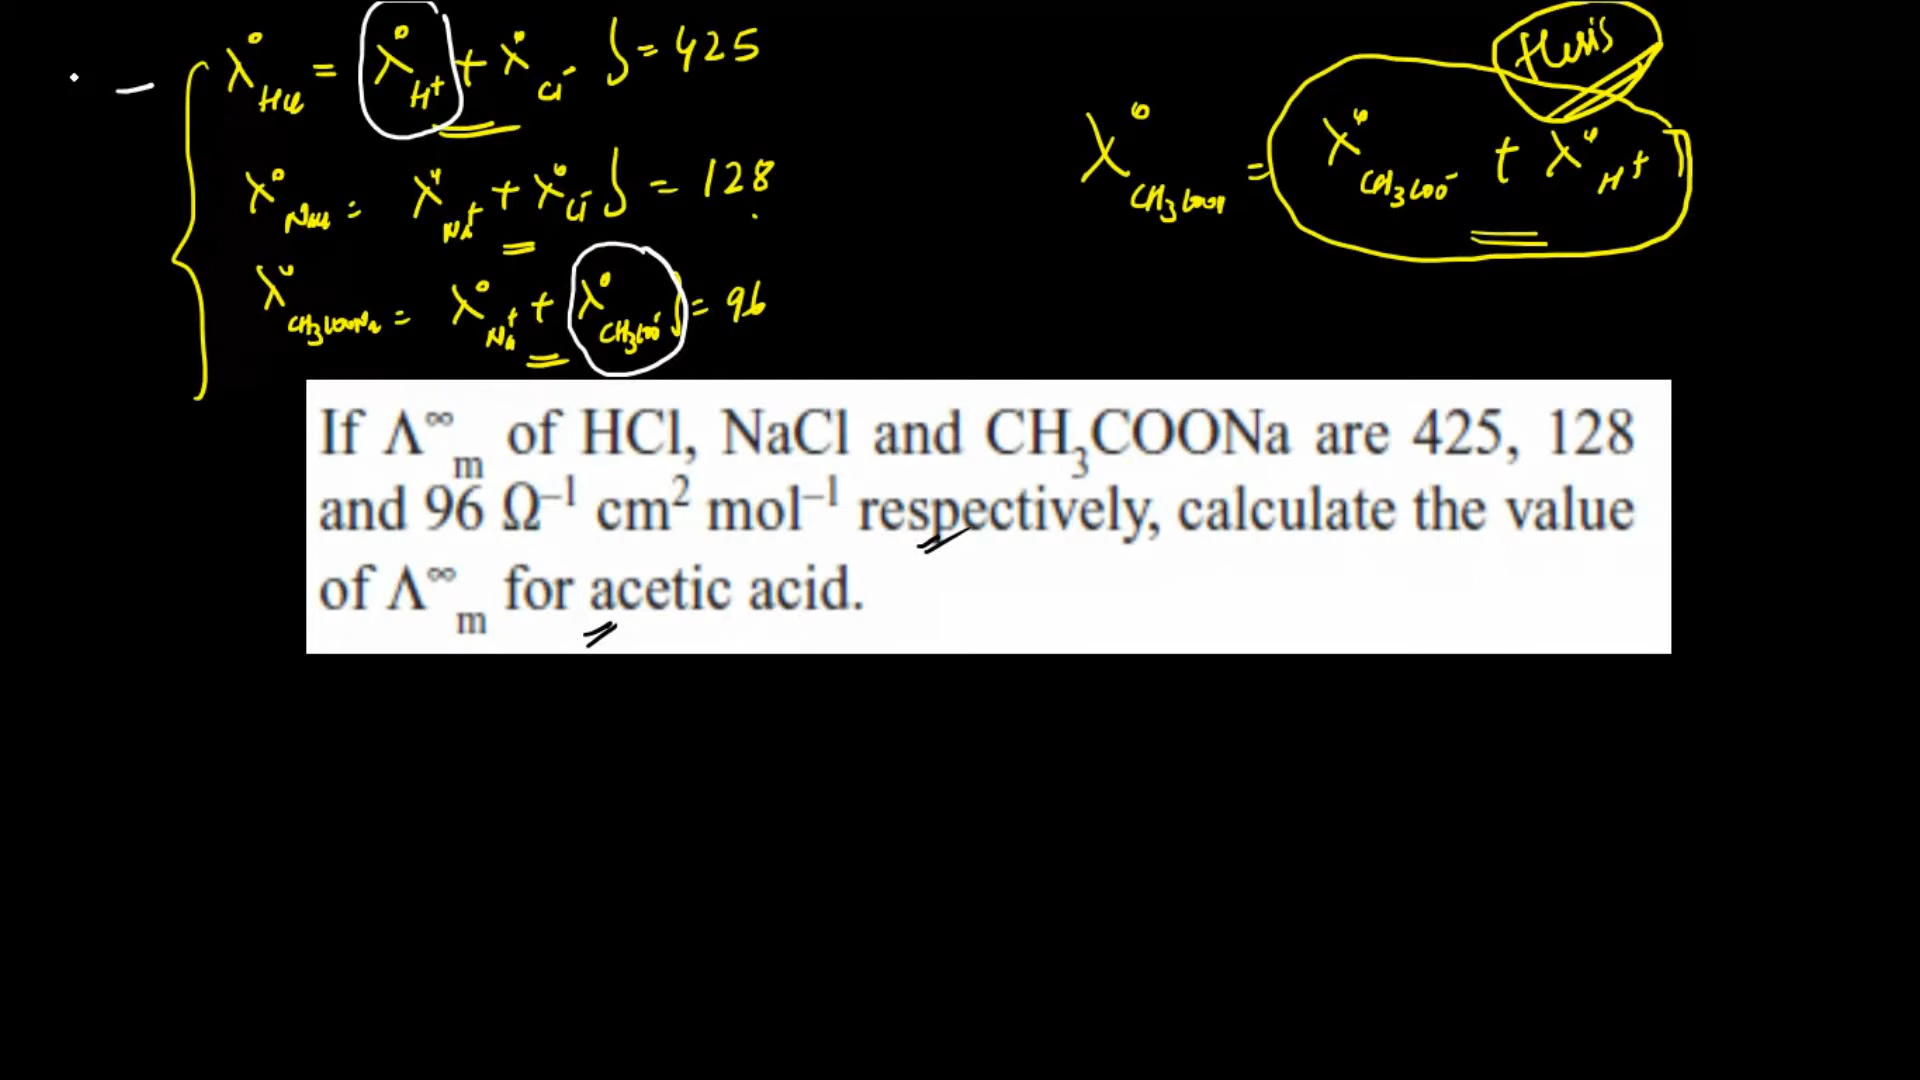 λ°HCl = λ°H⁺ + λ°Cl⁻ } = 425
λ°NaCl = λ°Na⁺ + λ°Cl⁻ } = 128
λ°CH₃COONa = λ°Na⁺ + λ°CH₃COO⁻ } = 96
λ°CH₃COOH = λ°CH₃COO⁻ + λ°H⁺
If Λ∞m of HCl, NaCl and CH₃COONa are 425, 128
and 96 Ω⁻¹ cm² mol⁻¹ respectively, calculate the value
of Λ∞m for acetic acid.